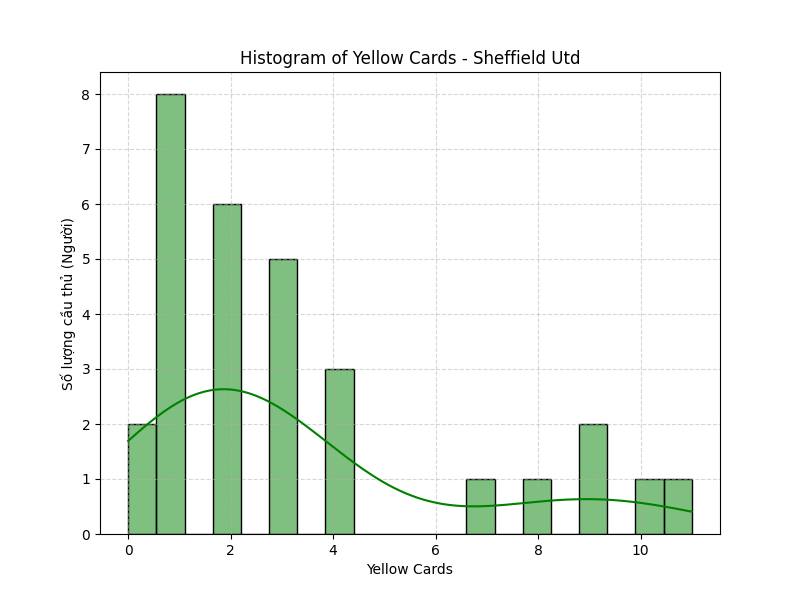 Histogram of Yellow Cards - Sheffield Utd
Số lượng cầu thủ (Người)
8
7
6
5
4
3
2
1
0
0 2 4 6 8 10
Yellow Cards